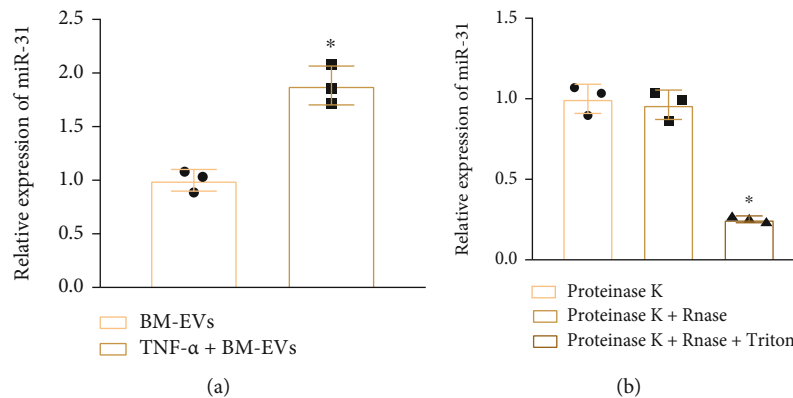 Relative expression of miR-31
2.5
2.0
1.5
1.0
0.5
0.0
*
BM-EVs
TNF-α + BM-EVs
(a)
Relative expression of miR-31
1.5
1.0
0.5
0.0
*
Proteinase K
Proteinase K + Rnase
Proteinase K + Rnase + Triton
(b)